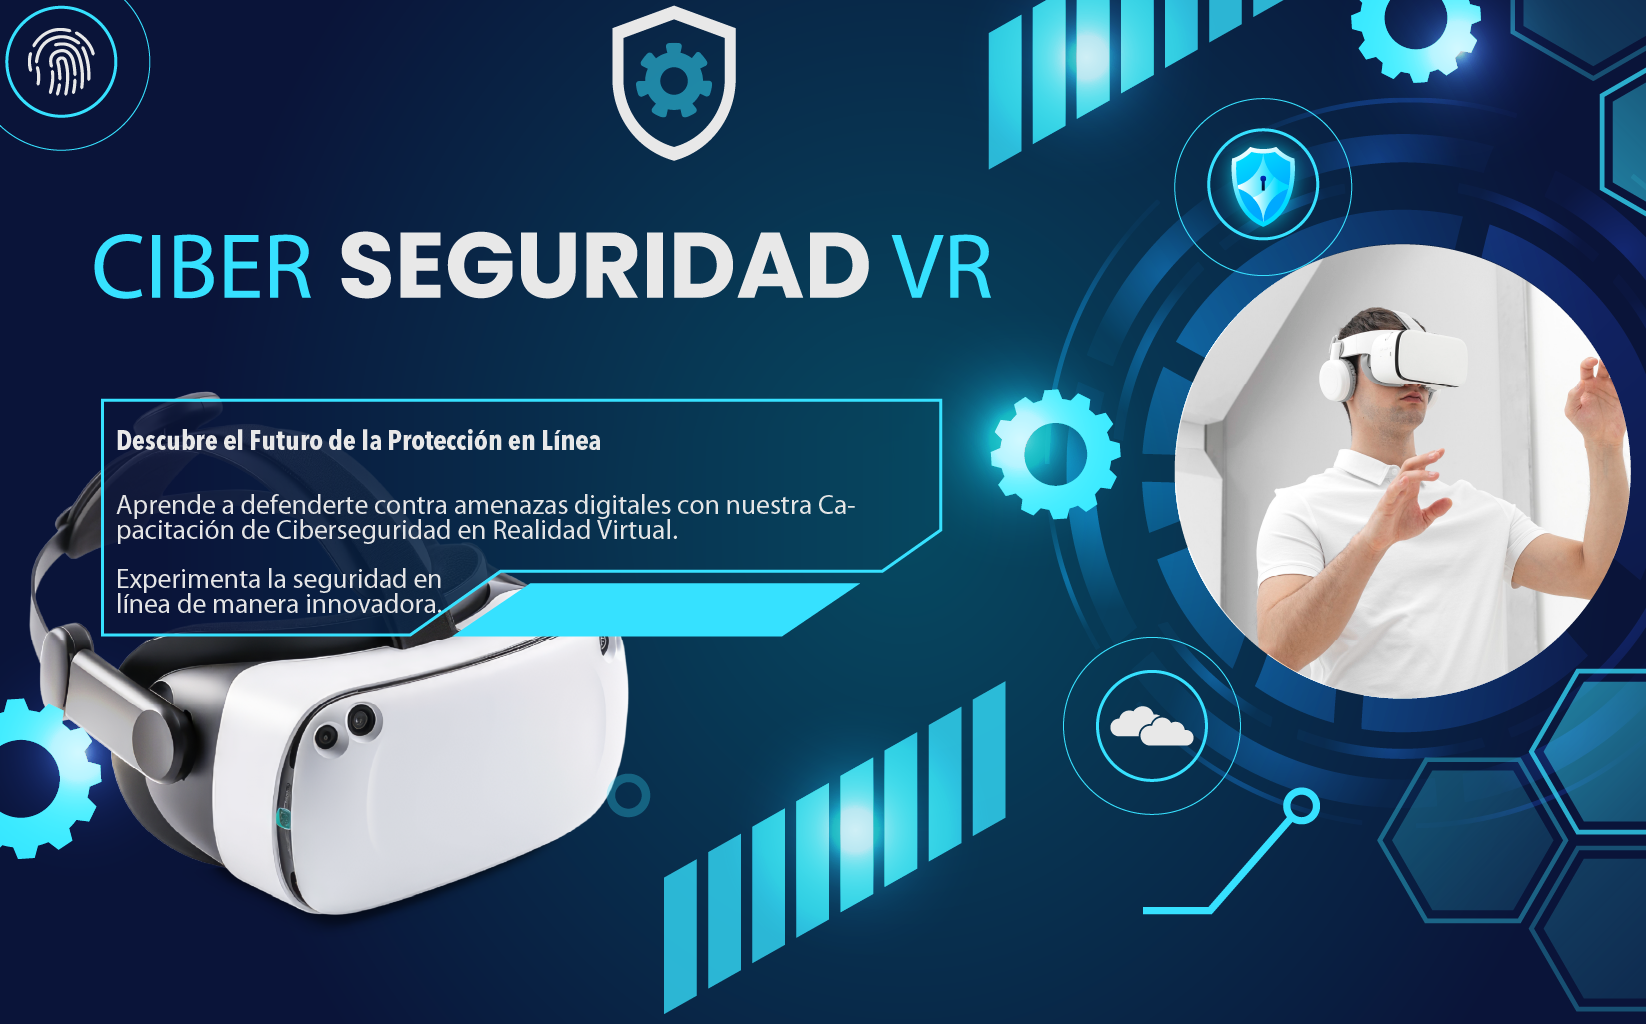 CIBER SEGURIDAD VR
Descubre el Futuro de la Protección en Línea
Aprende a defenderte contra amenazas digitales con nuestra Ca-
pacitación de Ciberseguridad en Realidad Virtual.
Experimenta la seguridad en
línea de manera innovadora.